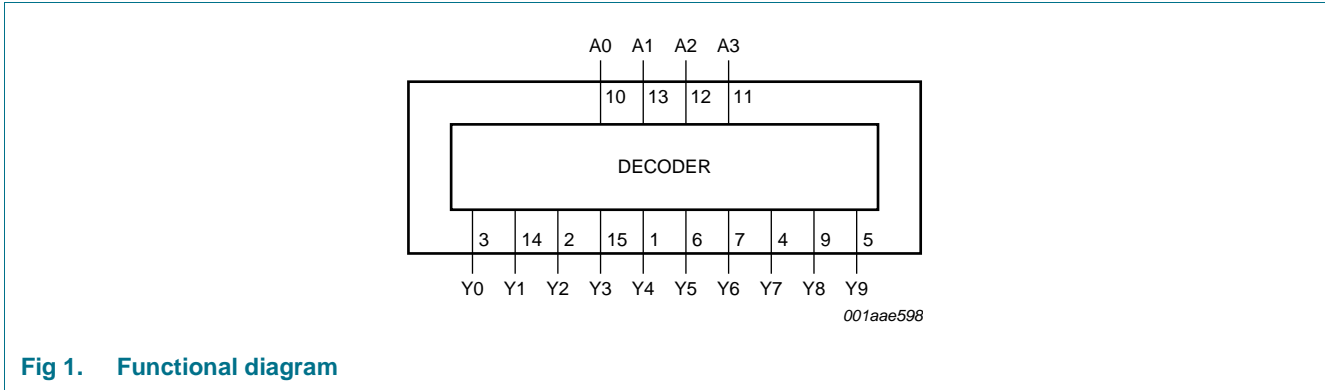 A0 A1 A2 A3
10 13 12 11
DECODER
3 14 2 15 1 6 7 4 9 5
Y0 Y1 Y2 Y3 Y4 Y5 Y6 Y7 Y8 Y9
001aae598
Fig 1. Functional diagram